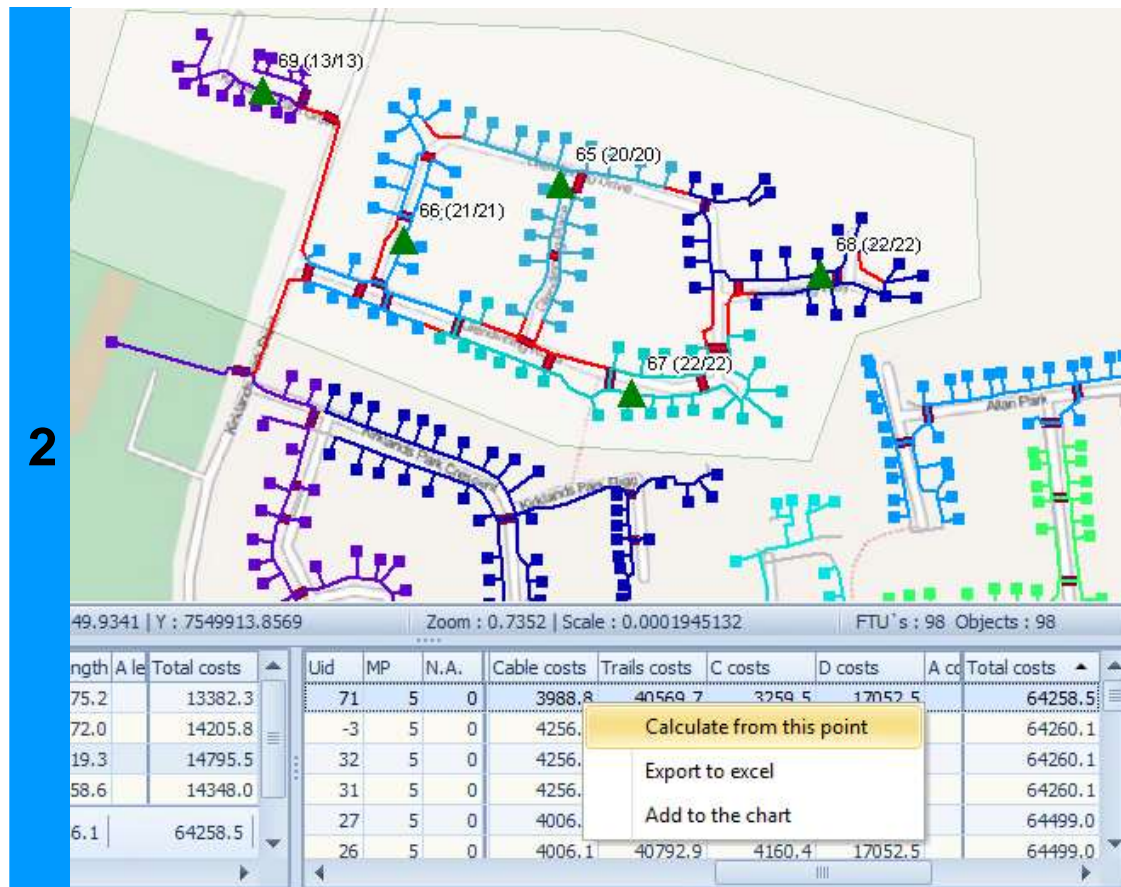 69 (13/13)
65 (20/20)
66 (21/21)
68 (22/22)
67 (22/22)
Allan Park
Kirklands Park Crescent
2
49.9341 | Y : 7549913.8569 Zoom : 0.7352 | Scale : 0.0001945132 FTU`s : 98 Objects : 98
ngth A le Total costs Uid MP N.A. Cable costs Trails costs C costs D costs A co Total costs
75.2 13382.3 71 5 0 3988.8 40569.7 3259.5 17052.5 64258.5
72.0 14205.8 -3 5 0 4256. Calculate from this point 64260.1
19.3 14795.5 32 5 0 4256. 64260.1
58.6 14348.0 31 5 0 4256. Export to excel 64260.1
6.1 64258.5 27 5 0 4006. Add to the chart 64499.0
26 5 0 4006.1 40792.9 4160.4 17052.5 64499.0